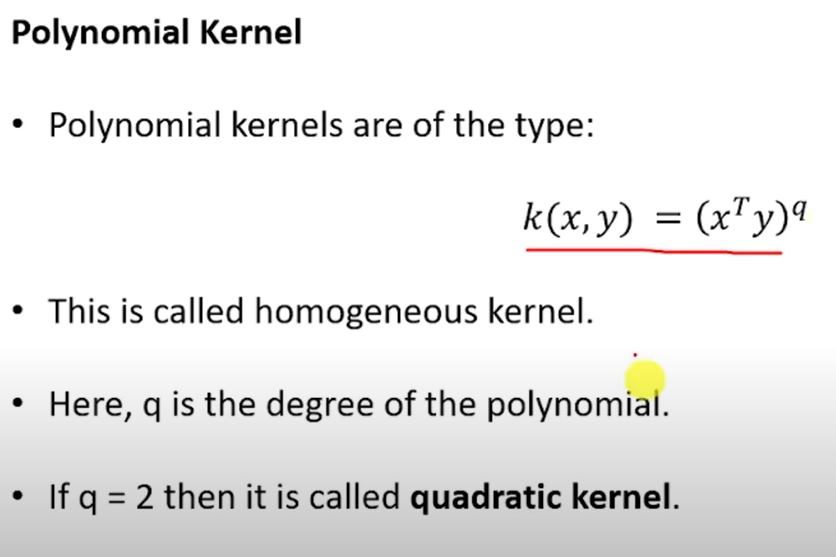 Polynomial Kernel
• Polynomial kernels are of the type:
k(x, y) = (xᵀy)^q
• This is called homogeneous kernel.
• Here, q is the degree of the polynomial.
• If q = 2 then it is called quadratic kernel.